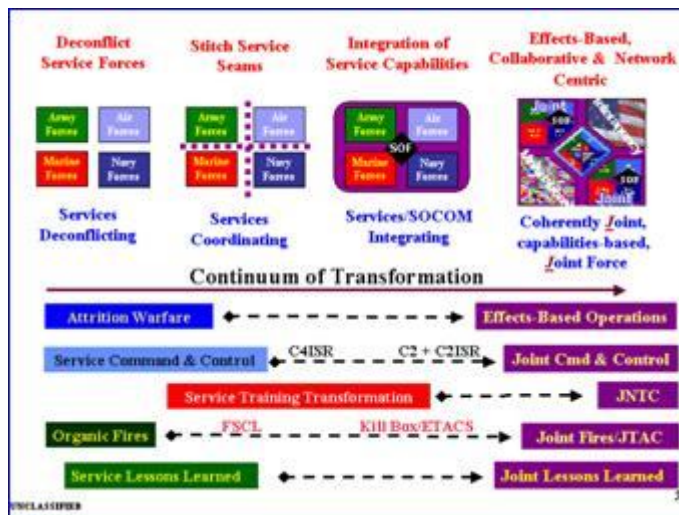 Deconflict
Service Forces
Stitch Service
Seams
Integration of
Service Capabilities
Effects-Based,
Collaborative & Network
Centric
Army
Forces
Air
Forces
Marine
Forces
Navy
Forces
Army
Forces
Air
Forces
Marine
Forces
Navy
Forces
Army
Forces
Air
Forces
SOF
Marine
Forces
Navy
Forces
Joint
SOF
Joint
Services
Deconflicting
Services
Coordinating
Services/SOCOM
Integrating
Coherently Joint,
capabilities-based,
Joint Force
Continuum of Transformation
Attrition Warfare
Effects-Based Operations
Service Command & Control
C4ISR
C2 + C2ISR
Joint Cmd & Control
Service Training Transformation
JNTC
Organic Fires
FSCL
Kill Box/ETACS
Joint Fires/JTAC
Service Lessons Learned
Joint Lessons Learned
UNCLASSIFIED